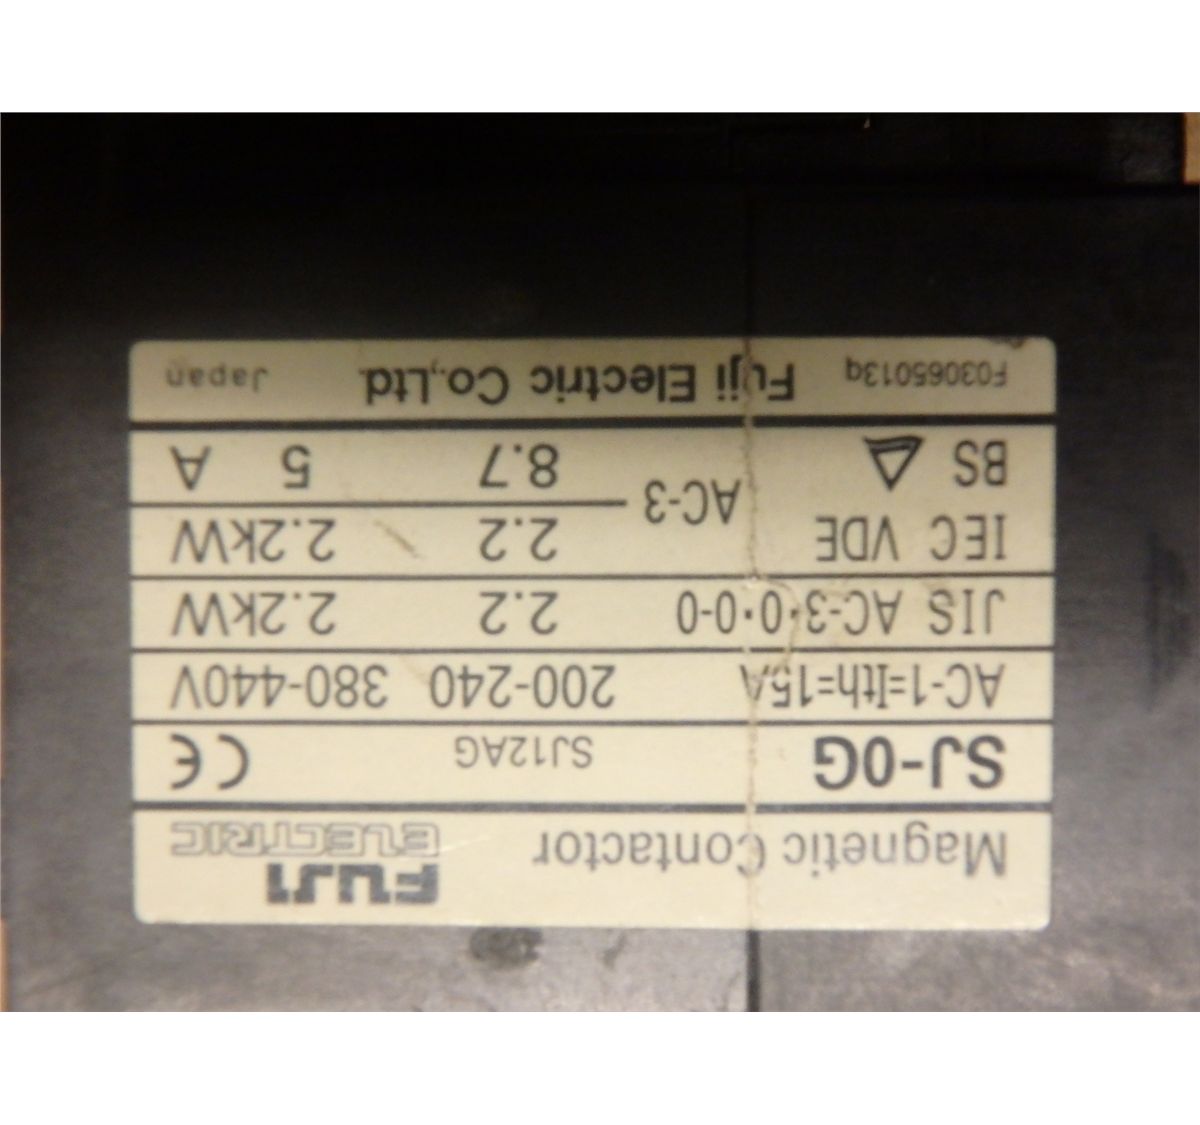 Magnetic Contactor FUJI ELECTRIC
SJ-0G SJ12AG CE
AC-1=Ith=15A 200-240 380-440V
JIS AC-3·0·0-0 2.2 2.2kW
IEC VDE AC-3 2.2 2.2kW
BS 8.7 5 A
F03065013q Fuji Electric Co.,Ltd. Japan